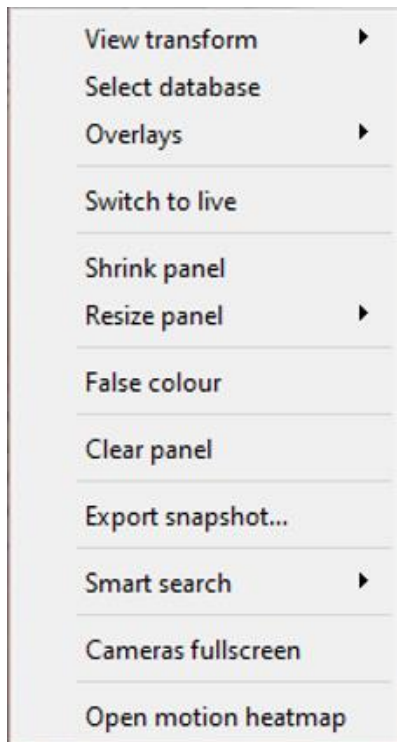 View transform
Select database
Overlays
Switch to live
Shrink panel
Resize panel
False colour
Clear panel
Export snapshot...
Smart search
Cameras fullscreen
Open motion heatmap